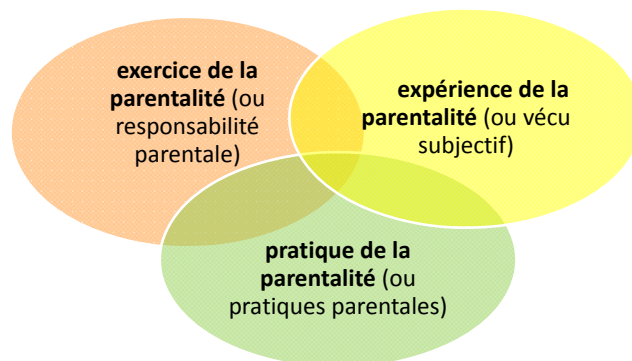 exercice de la
parentalité (ou
responsabilité
parentale)
expérience de la
parentalité (ou vécu
subjectif)
pratique de la
parentalité (ou
pratiques parentales)